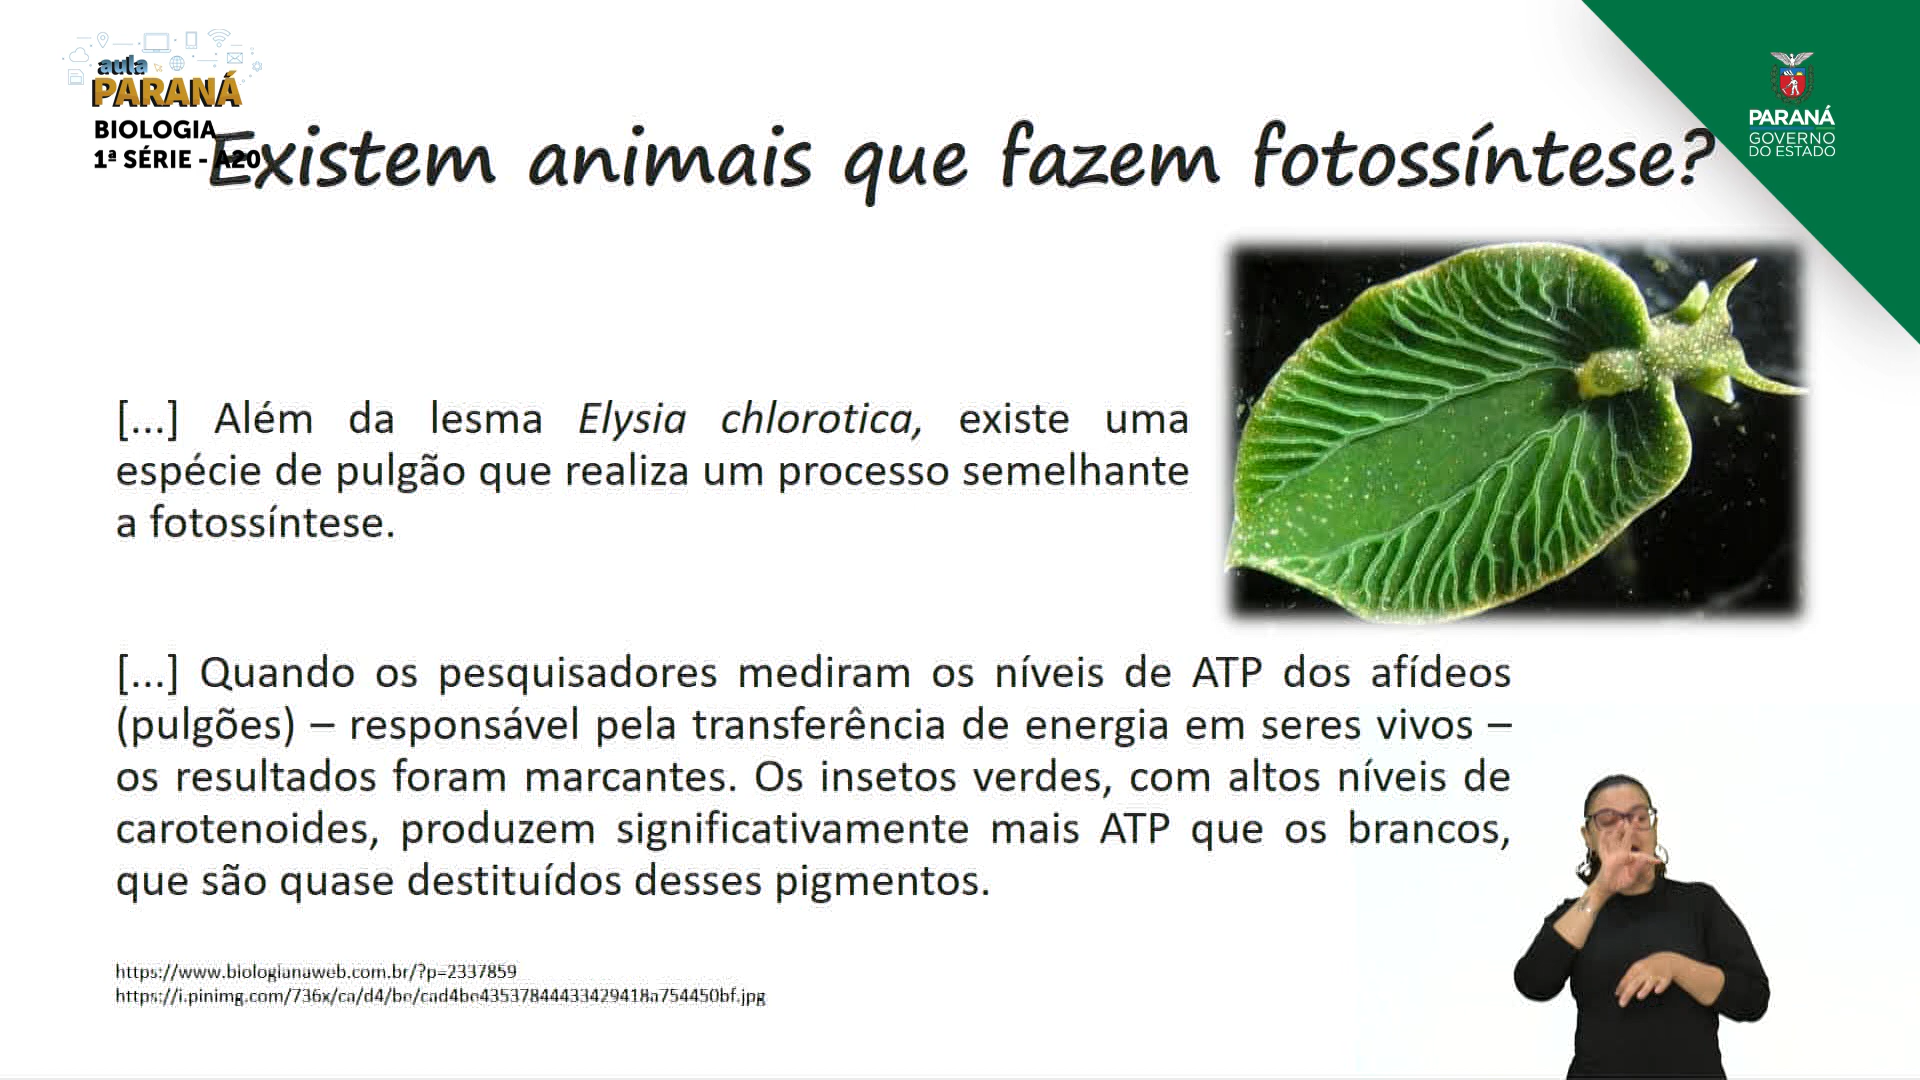 aula
PARANÁ
BIOLOGIA
1ª SÉRIE - A20
PARANÁ
GOVERNO
DO ESTADO
Existem animais que fazem fotossíntese?
[...] Além da lesma Elysia chlorotica, existe uma
espécie de pulgão que realiza um processo semelhante
a fotossíntese.
[...] Quando os pesquisadores mediram os níveis de ATP dos afídeos
(pulgões) – responsável pela transferência de energia em seres vivos –
os resultados foram marcantes. Os insetos verdes, com altos níveis de
carotenoides, produzem significativamente mais ATP que os brancos,
que são quase destituídos desses pigmentos.
https://www.biologianaweb.com.br/?p=2337859
https://i.pinimg.com/736x/ca/d4/be/cad4be43537844433429418a754450bf.jpg